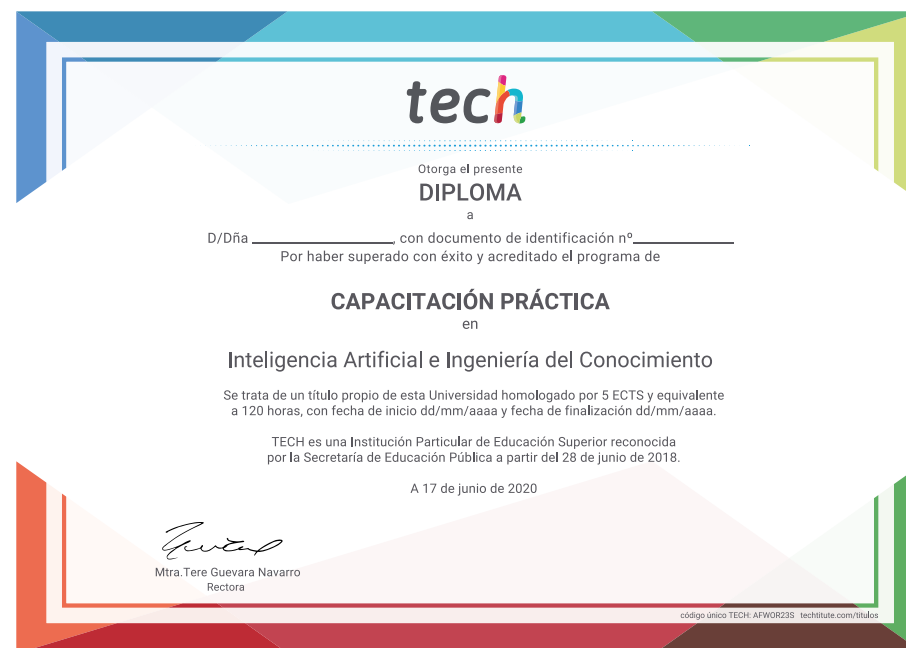 tech
Otorga el presente
DIPLOMA
a
D/Dña ____________________, con documento de identificación nº______________
Por haber superado con éxito y acreditado el programa de
CAPACITACIÓN PRÁCTICA
en
Inteligencia Artificial e Ingeniería del Conocimiento
Se trata de un título propio de esta Universidad homologado por 5 ECTS y equivalente
a 120 horas, con fecha de inicio dd/mm/aaaa y fecha de finalización dd/mm/aaaa.
TECH es una Institución Particular de Educación Superior reconocida
por la Secretaría de Educación Pública a partir del 28 de junio de 2018.
A 17 de junio de 2020
Mtra.Tere Guevara Navarro
Rectora
código único TECH: AFWOR23S techtitute.com/titulos